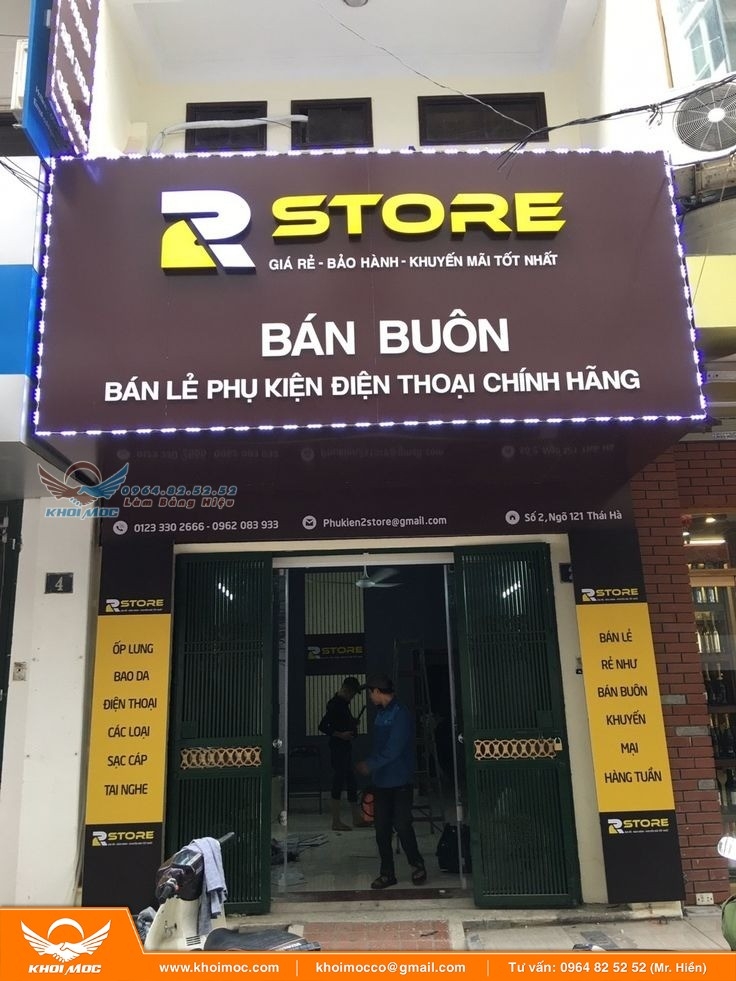 R STORE
GIÁ RẺ - BẢO HÀNH - KHUYẾN MÃI TỐT NHẤT
BÁN BUÔN
BÁN LẺ PHỤ KIỆN ĐIỆN THOẠI CHÍNH HÃNG
0964.82.52.52
Làm Bảng Hiệu
KHOI MOC
0123 330 2666 - 0962 083 933
Phukien2store@gmail.com
Số 2, Ngõ 121 Thái Hà
4
R STORE
ỐP LUNG
BAO DA
ĐIỆN THOẠI
CÁC LOẠI
SẠC CÁP
TAI NGHE
R STORE
R STORE
R STORE
BÁN LẺ
RẺ NHƯ
BÁN BUÔN
KHUYẾN
MẠI
HÀNG TUẦN
R STORE
KHOI MOC
www.khoimoc.com | khoimocco@gmail.com | Tư vấn: 0964 82 52 52 (Mr. Hiền)